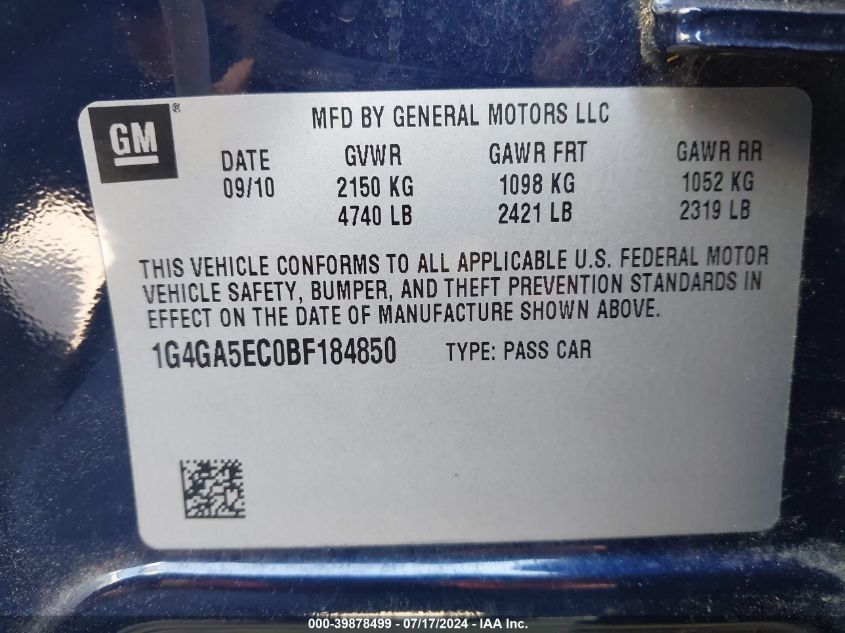 GM
®
MFD BY GENERAL MOTORS LLC
DATE GVWR GAWR FRT GAWR RR
09/10 2150 KG 1098 KG 1052 KG
4740 LB 2421 LB 2319 LB
THIS VEHICLE CONFORMS TO ALL APPLICABLE U.S. FEDERAL MOTOR
VEHICLE SAFETY, BUMPER, AND THEFT PREVENTION STANDARDS IN
EFFECT ON THE DATE OF MANUFACTURE SHOWN ABOVE.
1G4GA5EC0BF184850 TYPE: PASS CAR
000-39878499 - 07/17/2024 - IAA Inc.